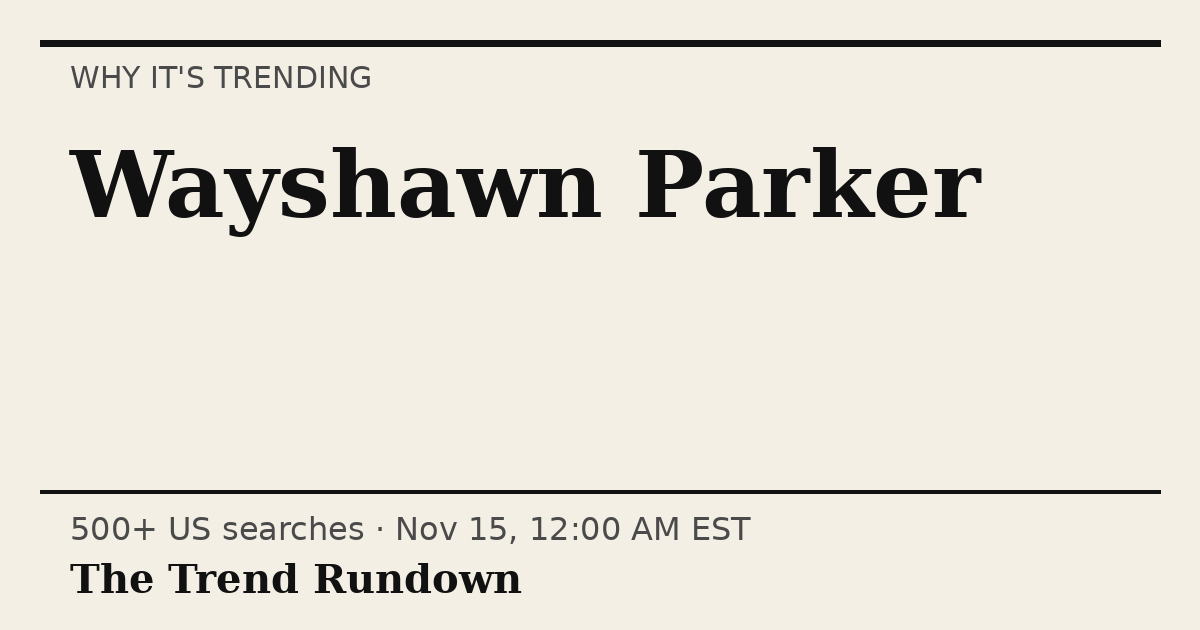 WHY IT'S TRENDING
Wayshawn Parker
500+ US searches · Nov 15, 12:00 AM EST
The Trend Rundown